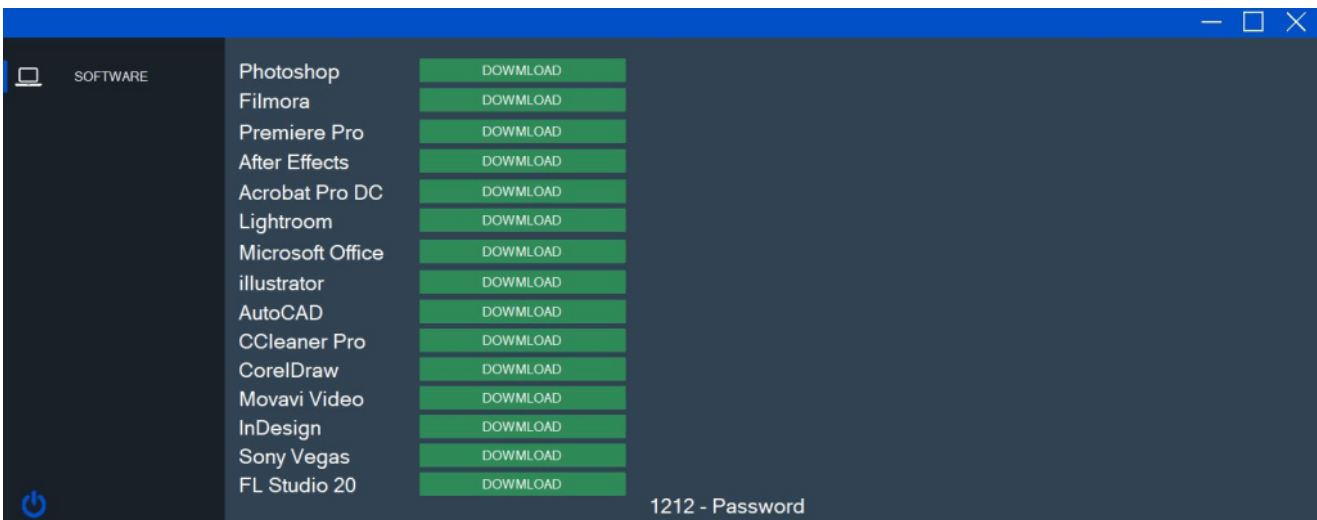 SOFTWARE
Photoshop DOWMLOAD
Filmora DOWMLOAD
Premiere Pro DOWMLOAD
After Effects DOWMLOAD
Acrobat Pro DC DOWMLOAD
Lightroom DOWMLOAD
Microsoft Office DOWMLOAD
illustrator DOWMLOAD
AutoCAD DOWMLOAD
CCleaner Pro DOWMLOAD
CorelDraw DOWMLOAD
Movavi Video DOWMLOAD
InDesign DOWMLOAD
Sony Vegas DOWMLOAD
FL Studio 20 DOWMLOAD
1212 - Password